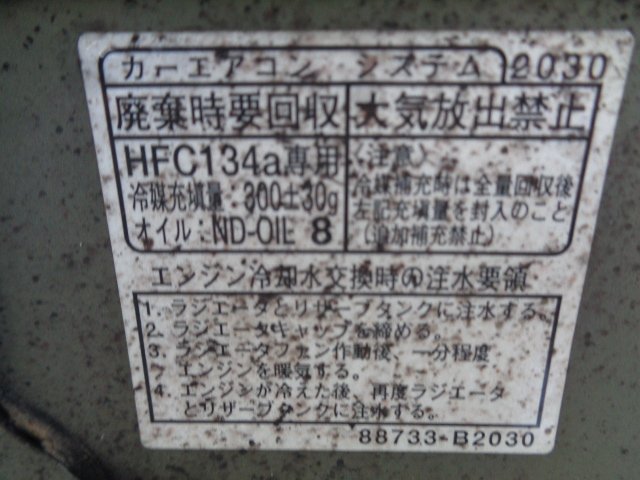 カーエアコン システム 2030
廃棄時要回収 大気放出禁止
HFC134a専用
冷媒充填量:300±30g
オイル:ND-OIL 8
〈注意〉
冷媒補充時は全量回収後
左記充填量を封入のこと
(追加補充禁止)
エンジン冷却水交換時の注水要領
1. ラジエータとリザーブタンクに注水する。
2. ラジエータキャップを締める。
3. ラジエータファン作動後、一分程度
エンジンを暖気する。
4. エンジンが冷えた後、再度ラジエータ
とリザーブタンクに注水する。
88733-B2030